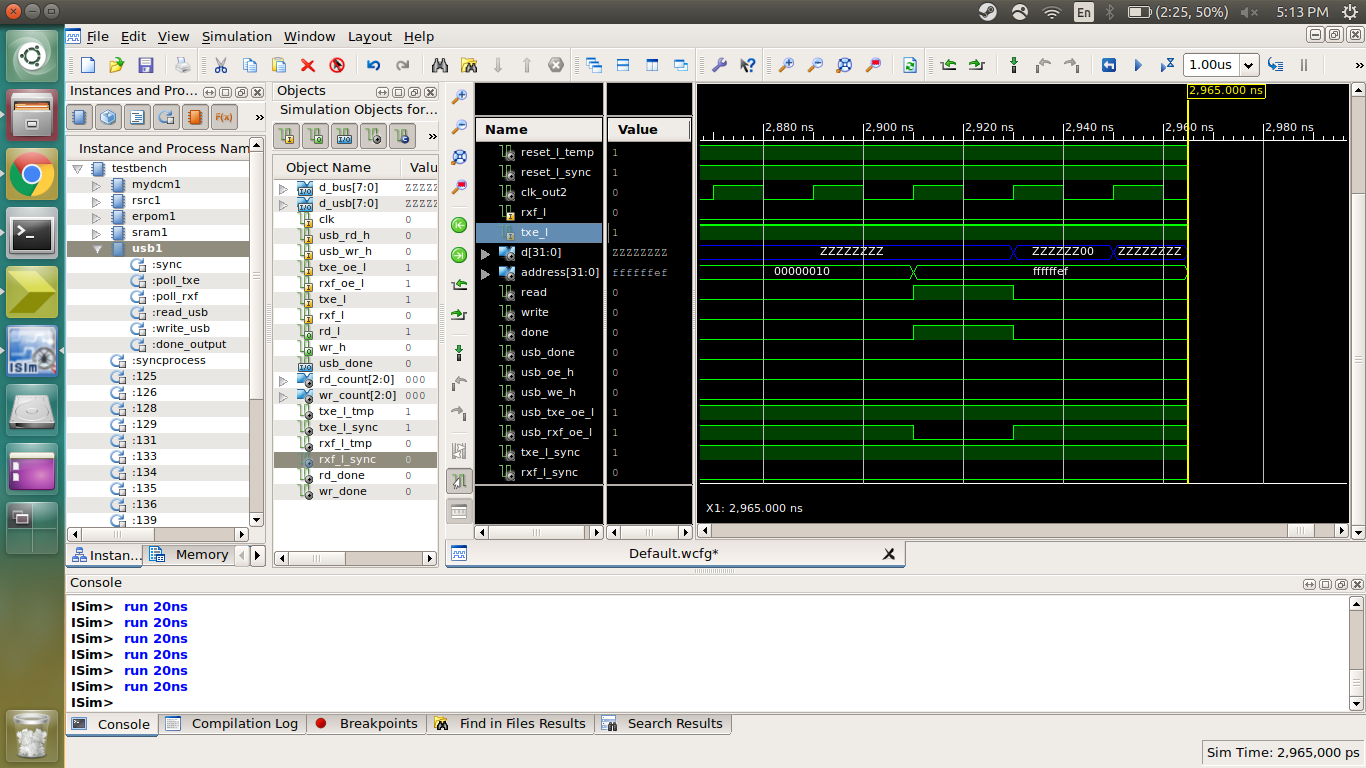 En (2:25, 50%) 5:13 PM
File Edit View Simulation Window Layout Help
1.00us
Instances and Pro...
»
Instance and Process Nam
testbench
mydcm1
rsrc1
erpom1
sram1
usb1
:sync
:poll_txe
:poll_rxf
:read_usb
:write_usb
:done_output
:syncprocess
:125
:126
:128
:129
:131
:133
:134
:135
:136
:139
Instan... Memory
Objects
Simulation Objects for...
»
Object Name Valu
d_bus[7:0] ZZZZZ
d_usb[7:0] ZZZZZ
clk 0
usb_rd_h 0
usb_wr_h 0
txe_oe_l 1
rxf_oe_l 1
txe_l 1
rxf_l 0
rd_l 1
wr_h 0
usb_done 0
rd_count[2:0] 000
wr_count[2:0] 000
txe_l_tmp 1
txe_l_sync 1
rxf_l_tmp 0
rxf_l_sync 0
rd_done 0
wr_done 0
Name Value
reset_l_temp 1
reset_l_sync 1
clk_out2 0
rxf_l 0
txe_l 1
d[31:0] ZZZZZZZZ
address[31:0] ffffffef
read 0
write 0
done 0
usb_done 0
usb_oe_h 0
usb_we_h 0
usb_txe_oe_l 1
usb_rxf_oe_l 1
txe_l_sync 1
rxf_l_sync 0
2,965.000 ns
2,880 ns 2,900 ns 2,920 ns 2,940 ns 2,960 ns 2,980 ns
ZZZZZZZZ ZZZZZZ00 ZZZZZZZZ
00000010 ffffffef
X1: 2,965.000 ns
Default.wcfg*
Console
ISim> run 20ns
ISim> run 20ns
ISim> run 20ns
ISim> run 20ns
ISim> run 20ns
ISim> run 20ns
ISim>
Console Compilation Log Breakpoints Find in Files Results Search Results
Sim Time: 2,965,000 ps
ISim